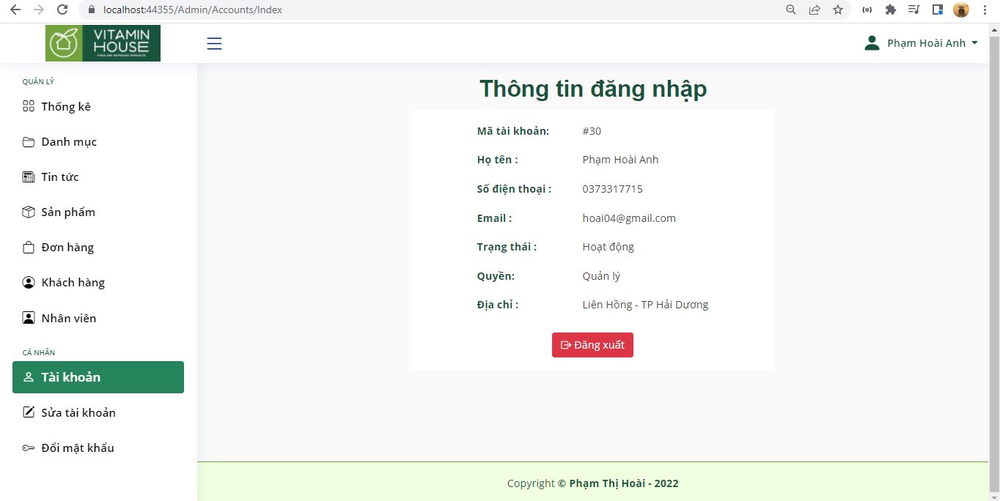 localhost:44355/Admin/Accounts/Index
VITAMIN
HOUSE
FOOD AND BEVERAGE PRODUCTS
Phạm Hoài Anh
QUẢN LÝ
Thống kê
Danh mục
Tin tức
Sản phẩm
Đơn hàng
Khách hàng
Nhân viên
CÁ NHÂN
Tài khoản
Sửa tài khoản
Đổi mật khẩu
Thông tin đăng nhập
Mã tài khoản: #30
Họ tên : Phạm Hoài Anh
Số điện thoại : 0373317715
Email : hoai04@gmail.com
Trạng thái : Hoạt động
Quyền: Quản lý
Địa chỉ : Liên Hồng - TP Hải Dương
Đăng xuất
Copyright © Phạm Thị Hoài - 2022